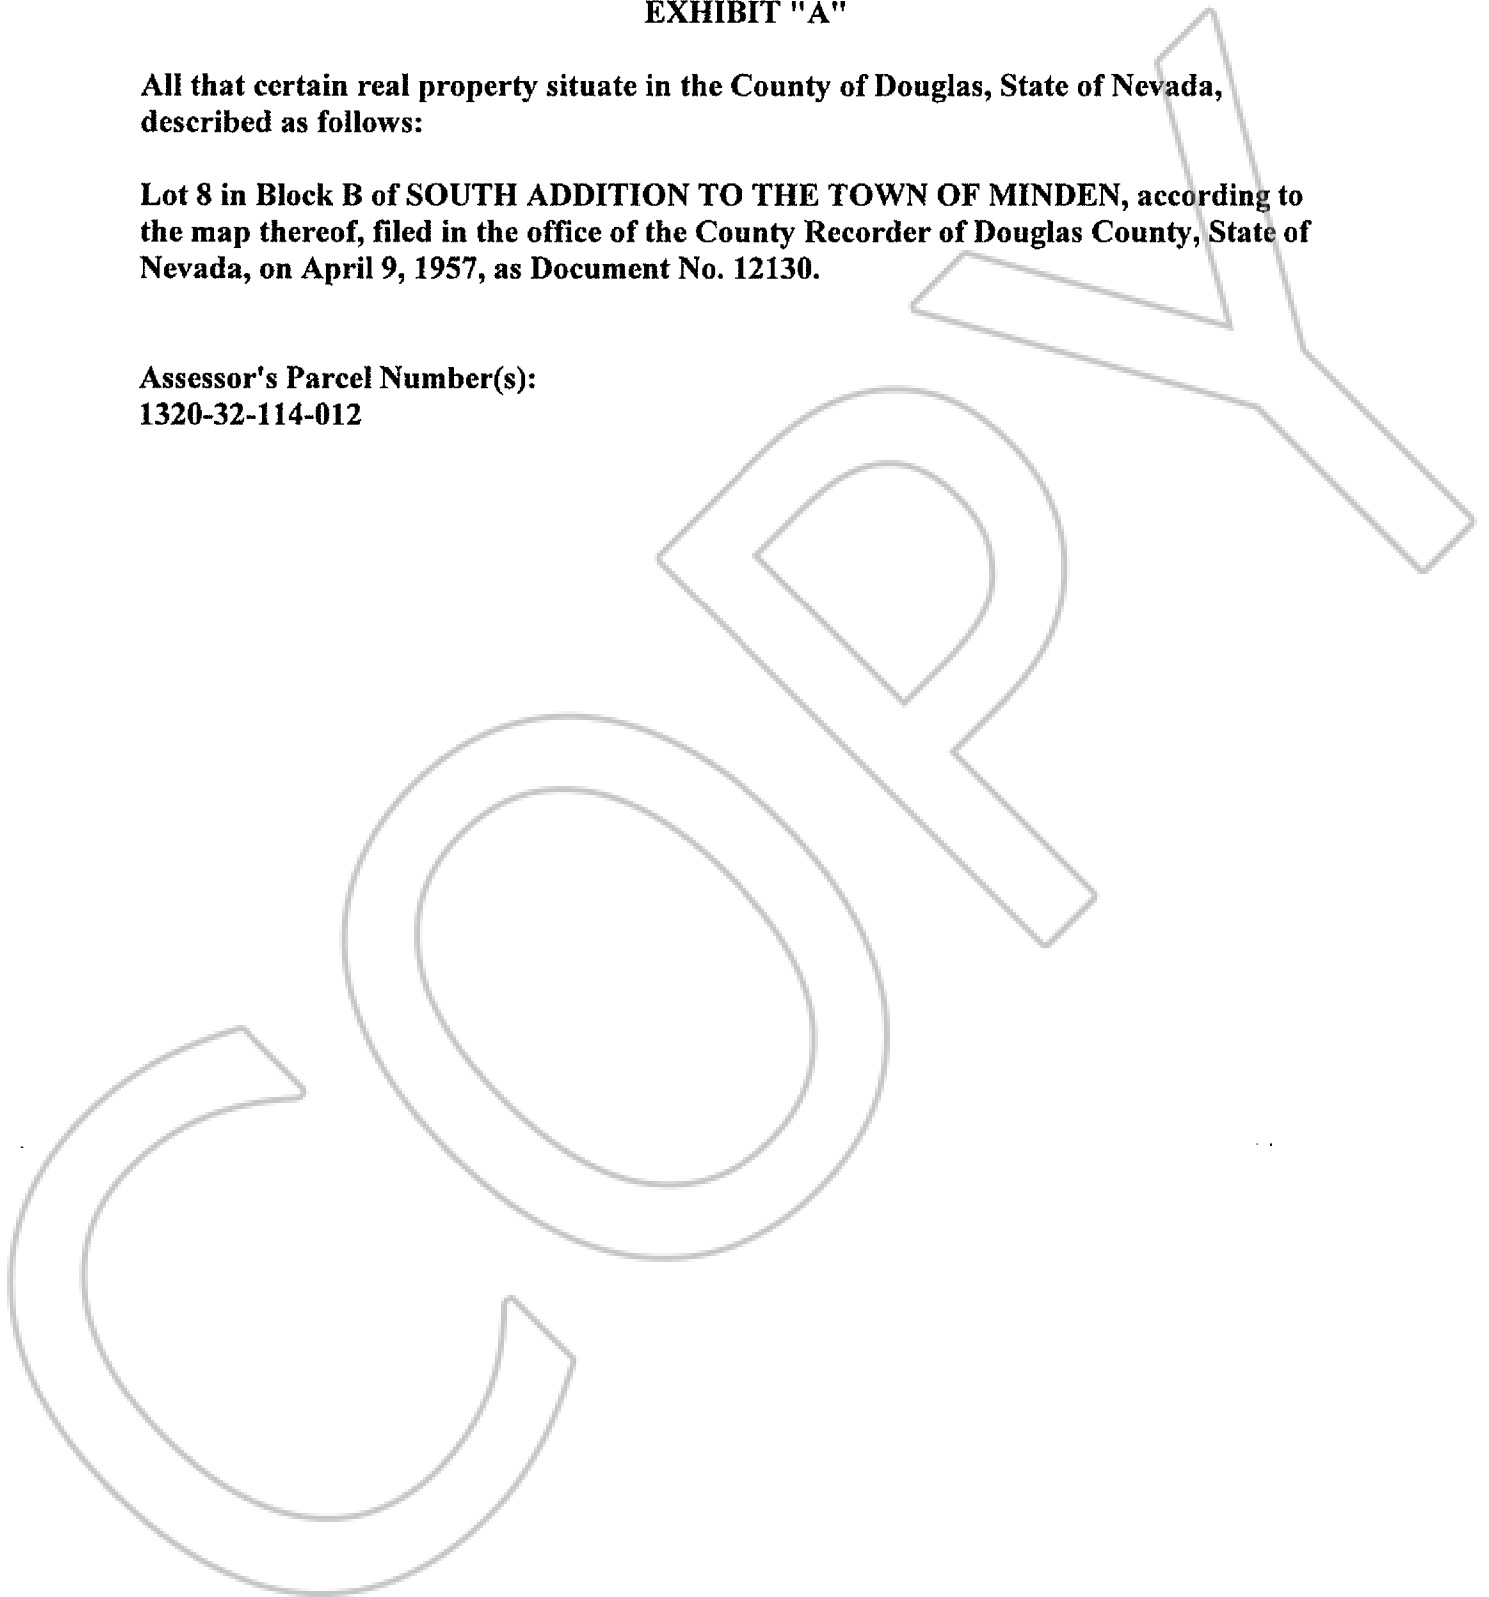 EXHIBIT "A"
All that certain real property situate in the County of Douglas, State of Nevada,
described as follows:
Lot 8 in Block B of SOUTH ADDITION TO THE TOWN OF MINDEN, according to
the map thereof, filed in the office of the County Recorder of Douglas County, State of
Nevada, on April 9, 1957, as Document No. 12130.
Assessor's Parcel Number(s):
1320-32-114-012
COPY